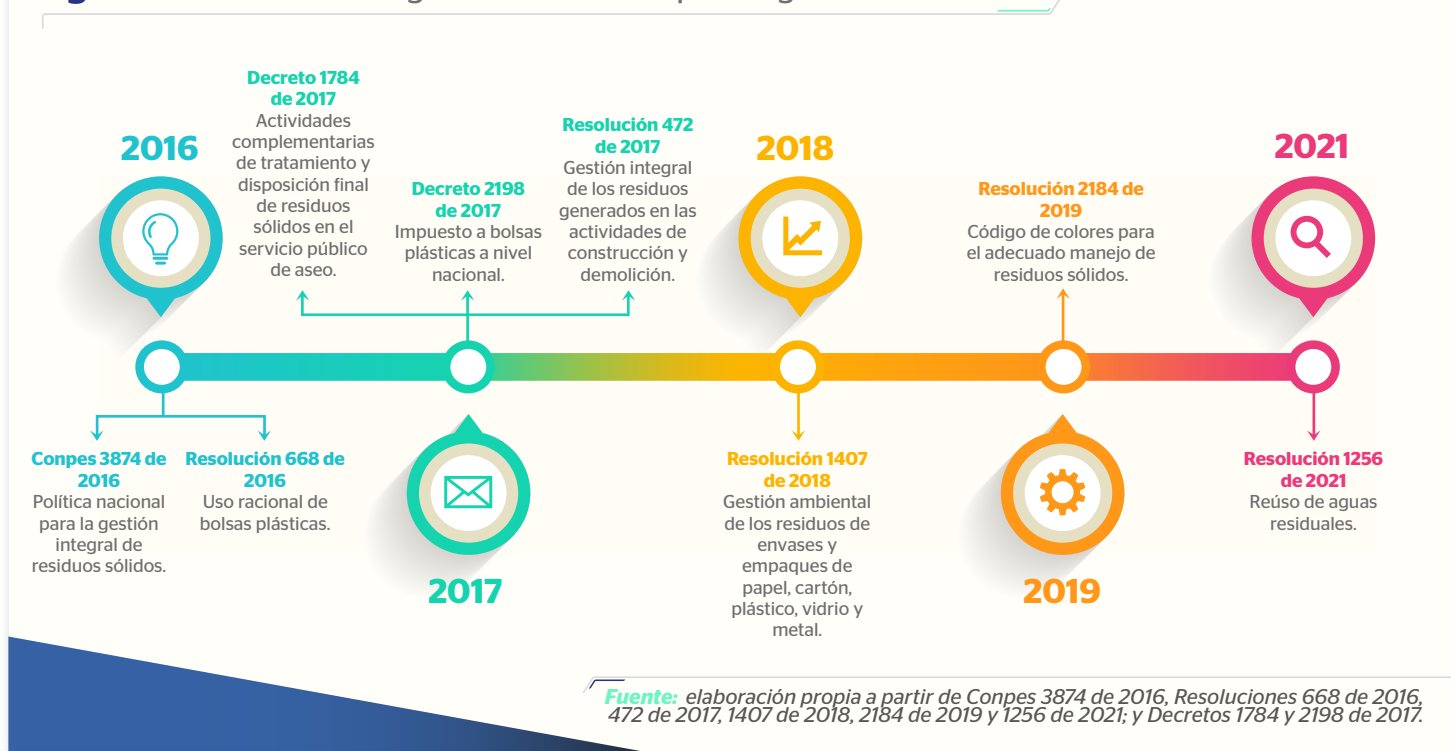 2016
Decreto 1784
de 2017
Actividades
complementarias
de tratamiento y
disposición final
de residuos
sólidos en el
servicio público
de aseo.
Decreto 2198
de 2017
Impuesto a bolsas
plásticas a nivel
nacional.
Resolución 472
de 2017
Gestión integral
de los residuos
generados en las
actividades de
construcción y
demolición.
2018
Resolución 2184 de
2019
Código de colores para
el adecuado manejo de
residuos sólidos.
2021
Conpes 3874 de
2016
Política nacional
para la gestión
integral de
residuos sólidos.
Resolución 668 de
2016
Uso racional de
bolsas plásticas.
2017
Resolución 1407
de 2018
Gestión ambiental
de los residuos de
envases y
empaques de
papel, cartón,
plástico, vidrio y
metal.
2019
Resolución 1256
de 2021
Reúso de aguas
residuales.
Fuente: elaboración propia a partir de Conpes 3874 de 2016, Resoluciones 668 de 2016,
472 de 2017, 1407 de 2018, 2184 de 2019 y 1256 de 2021; y Decretos 1784 y 2198 de 2017.